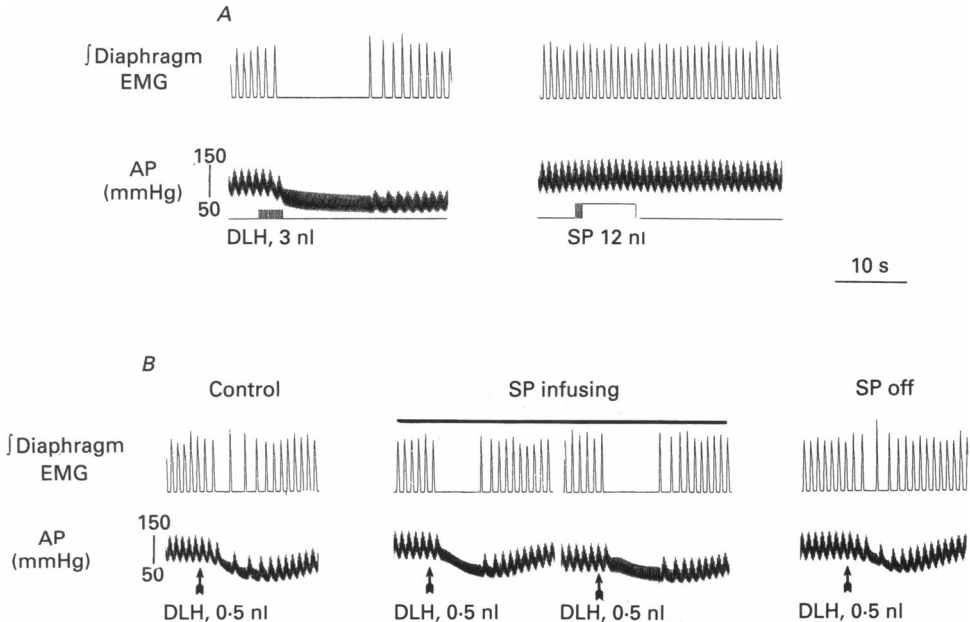 A
∫Diaphragm
EMG
AP
(mmHg)
150
50
DLH, 3 nl
SP 12 nl
10 s
B
Control
SP infusing
SP off
∫Diaphragm
EMG
AP
(mmHg)
150
50
DLH, 0·5 nl
DLH, 0·5 nl
DLH, 0·5 nl
DLH, 0·5 nl